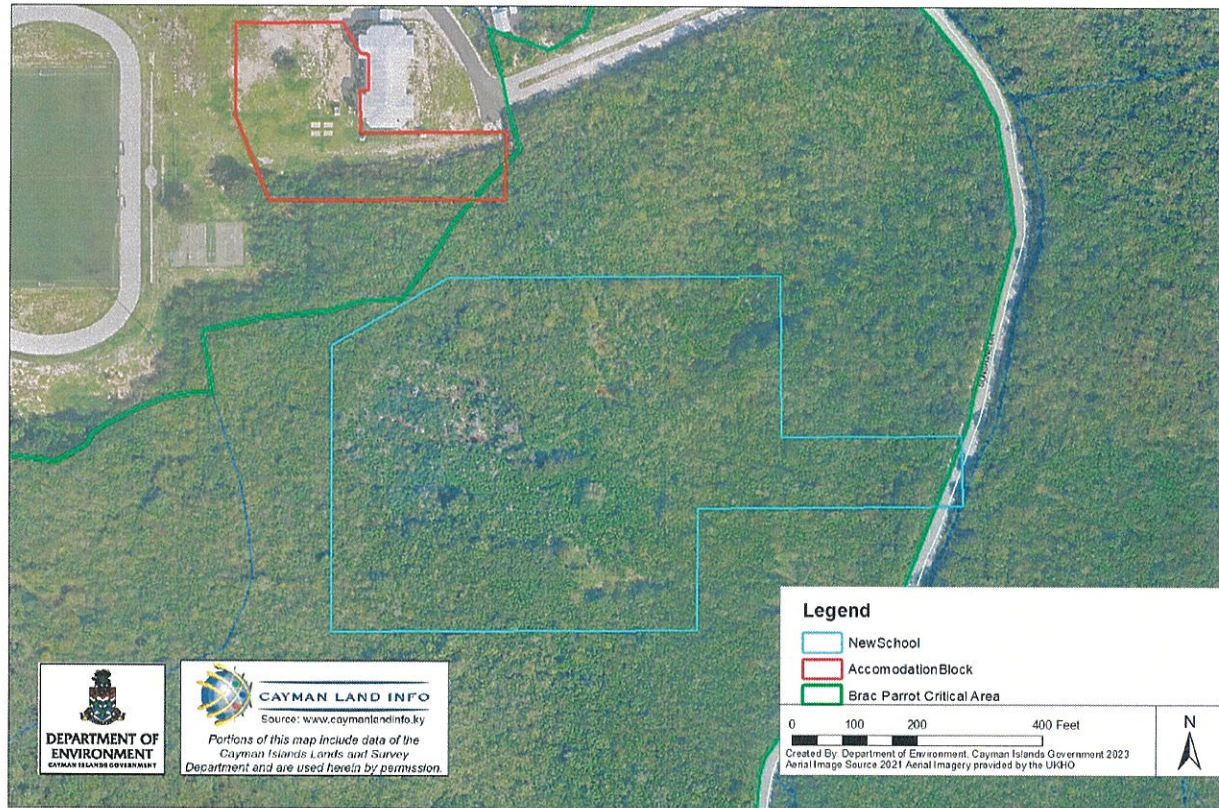 Legend
NewSchool
AccomodationBlock
Brac Parrot Critical Area
0 100 200 400 Feet
Created By: Department of Environment, Cayman Islands Government 2023
Aerial Image Source 2021 Aerial Imagery provided by the UKHO
N
DEPARTMENT OF
ENVIRONMENT
CAYMAN ISLANDS GOVERNMENT
CAYMAN LAND INFO
Source: www.caymanlandinfo.ky
Portions of this map include data of the
Cayman Islands Lands and Survey
Department and are used herein by permission.